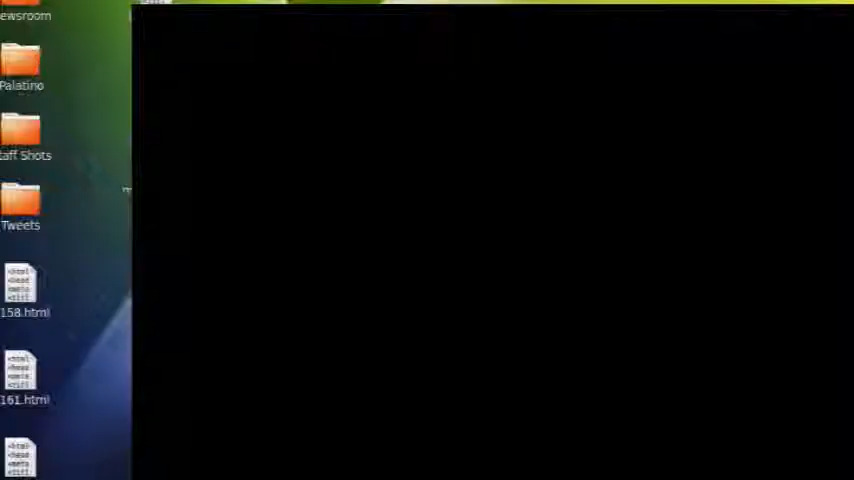 ewsroom
Palatino
taff Shots
Tweets
158.html
161.html